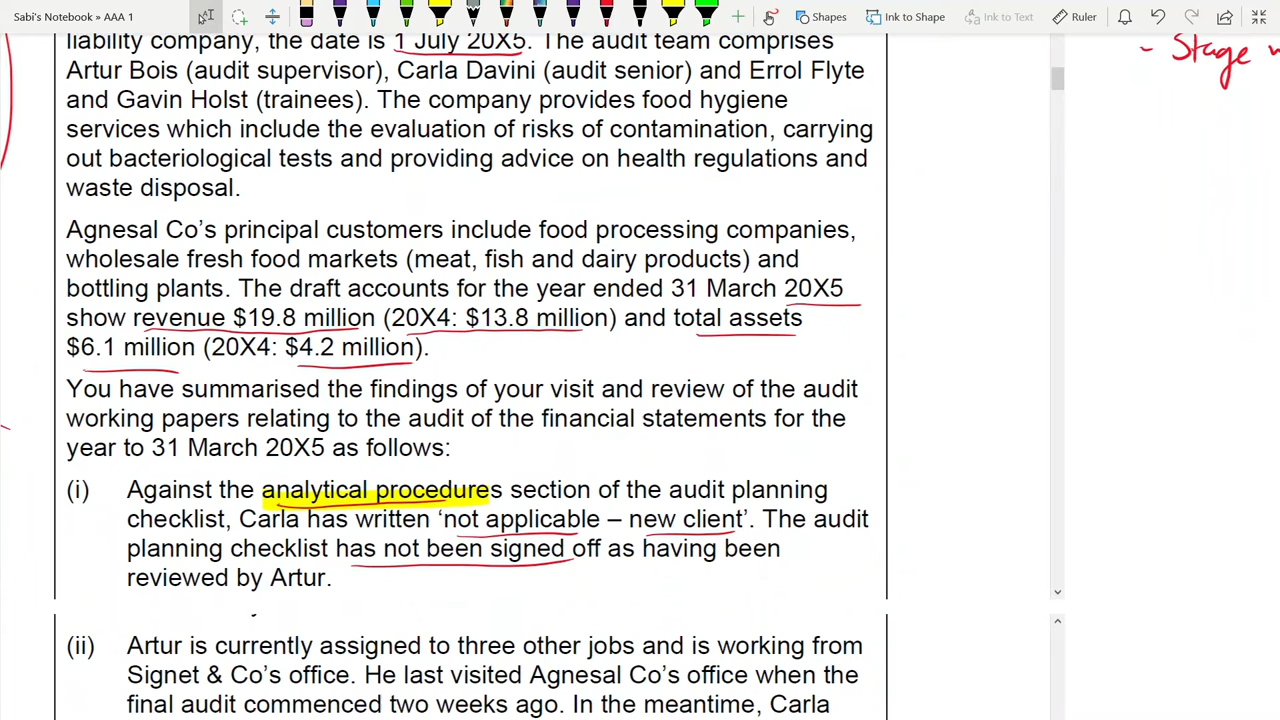 Sabi's Notebook » AAA 1
Shapes
Ink to Shape
Ink to Text
Ruler
- Stage
liability company, the date is 1 July 20X5. The audit team comprises
Artur Bois (audit supervisor), Carla Davini (audit senior) and Errol Flyte
and Gavin Holst (trainees). The company provides food hygiene
services which include the evaluation of risks of contamination, carrying
out bacteriological tests and providing advice on health regulations and
waste disposal.
Agnesal Co's principal customers include food processing companies,
wholesale fresh food markets (meat, fish and dairy products) and
bottling plants. The draft accounts for the year ended 31 March 20X5
show revenue $19.8 million (20X4: $13.8 million) and total assets
$6.1 million (20X4: $4.2 million).
You have summarised the findings of your visit and review of the audit
working papers relating to the audit of the financial statements for the
year to 31 March 20X5 as follows:
(i) Against the analytical procedures section of the audit planning
checklist, Carla has written 'not applicable – new client'. The audit
planning checklist has not been signed off as having been
reviewed by Artur.
(ii) Artur is currently assigned to three other jobs and is working from
Signet & Co's office. He last visited Agnesal Co's office when the
final audit commenced two weeks ago. In the meantime, Carla